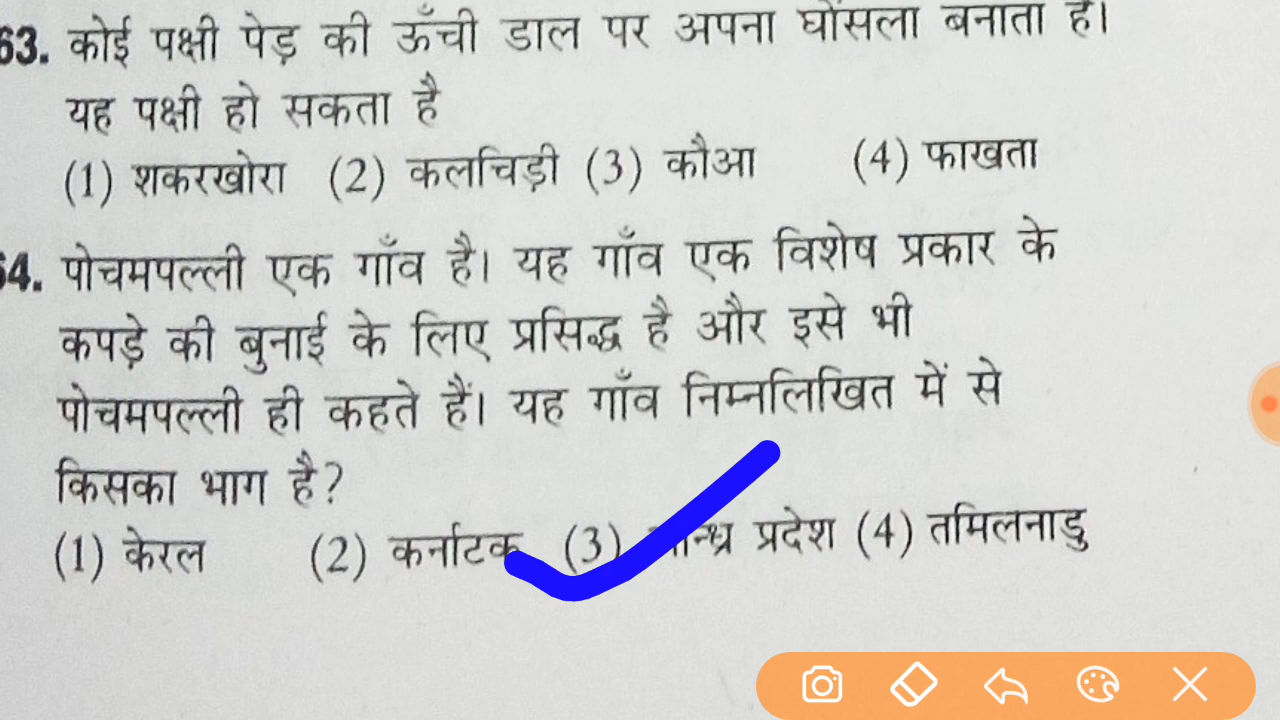 63. कोई पक्षी पेड़ की ऊँची डाल पर अपना घोंसला बनाता है।
यह पक्षी हो सकता है
(1) शकरखोरा (2) कलचिड़ी (3) कौआ (4) फाखता
64. पोचमपल्ली एक गाँव है। यह गाँव एक विशेष प्रकार के
कपड़े की बुनाई के लिए प्रसिद्ध है और इसे भी
पोचमपल्ली ही कहते हैं। यह गाँव निम्नलिखित में से
किसका भाग है?
(1) केरल (2) कर्नाटक (3) आन्ध्र प्रदेश (4) तमिलनाडु